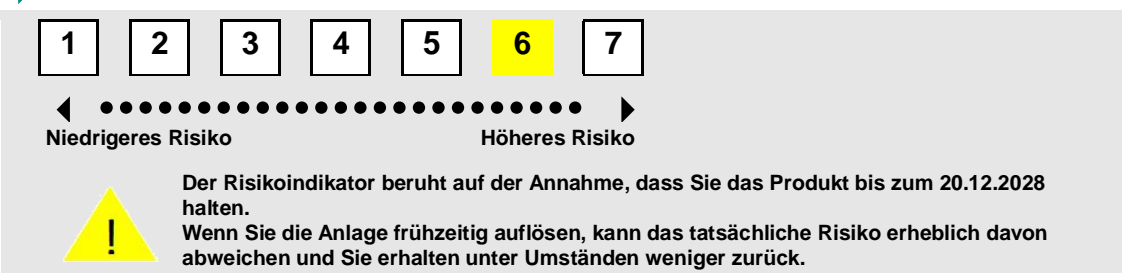 1 2 3 4 5 6 7
Niedrigeres Risiko Höheres Risiko
Der Risikoindikator beruht auf der Annahme, dass Sie das Produkt bis zum 20.12.2028
halten.
Wenn Sie die Anlage frühzeitig auflösen, kann das tatsächliche Risiko erheblich davon
abweichen und Sie erhalten unter Umständen weniger zurück.
!